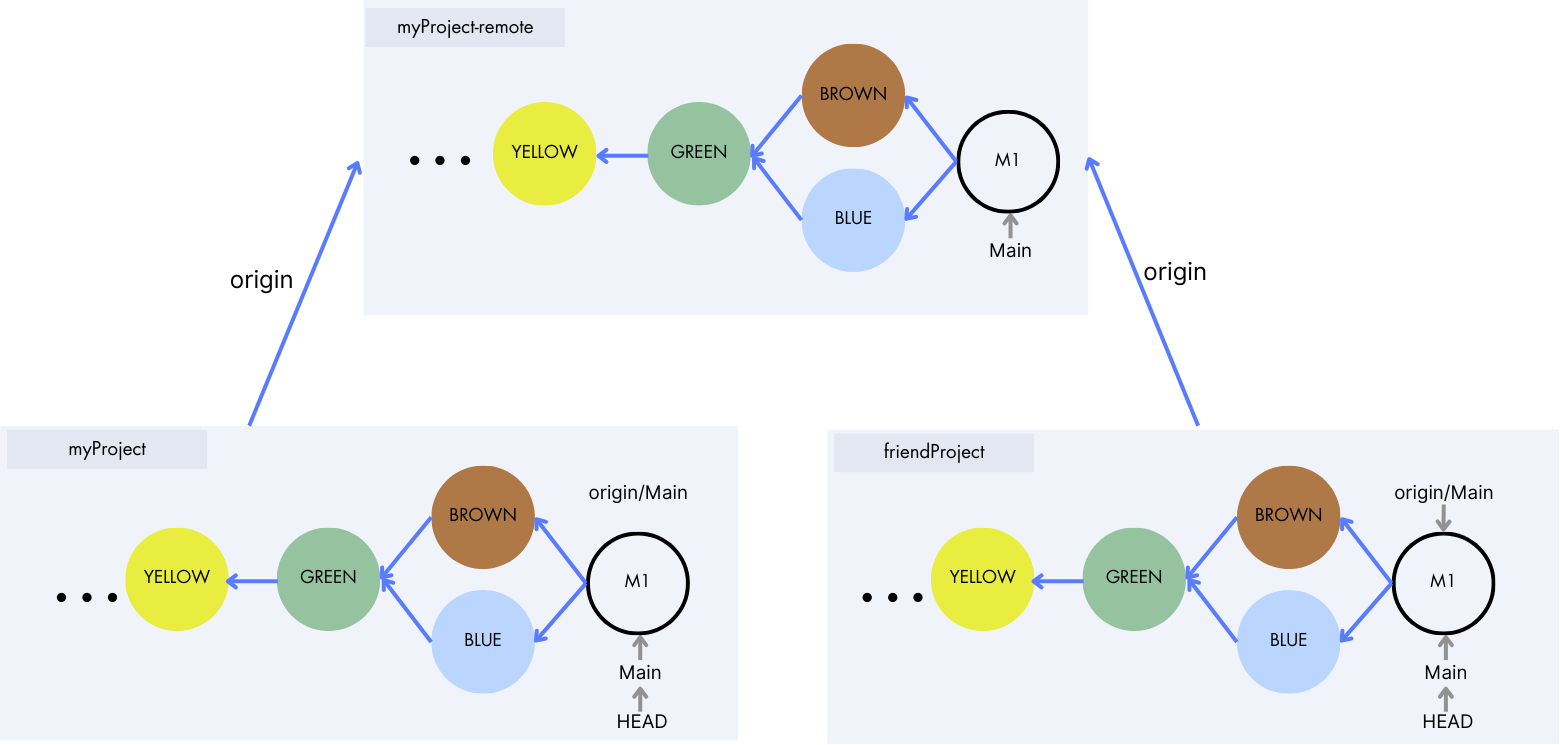 myProject-remote
BROWN
YELLOW
GREEN
M1
BLUE
Main
origin
origin
myProject
BROWN
origin/Main
YELLOW
GREEN
M1
BLUE
Main
HEAD
friendProject
BROWN
origin/Main
YELLOW
GREEN
M1
BLUE
Main
HEAD